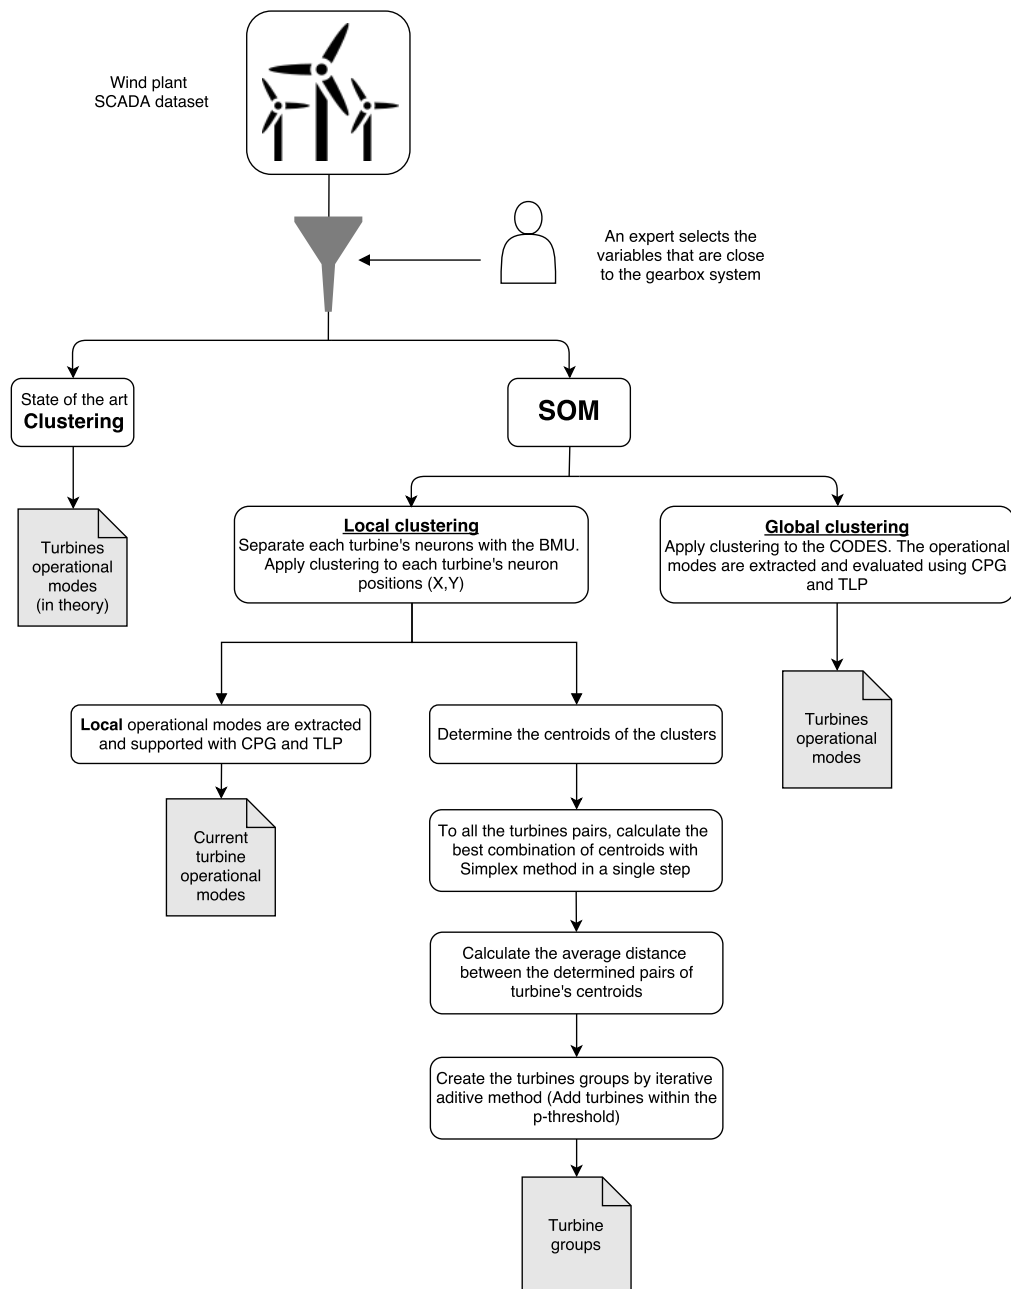 Wind plant
SCADA dataset
An expert selects the
variables that are close
to the gearbox system
State of the art
Clustering
SOM
Turbines
operational
modes
(in theory)
Local clustering
Separate each turbine's neurons with the BMU.
Apply clustering to each turbine's neuron
positions (X,Y)
Global clustering
Apply clustering to the CODES. The operational
modes are extracted and evaluated using CPG
and TLP
Local operational modes are extracted
and supported with CPG and TLP
Determine the centroids of the clusters
Turbines
operational
modes
Current
turbine
operational
modes
To all the turbines pairs, calculate the
best combination of centroids with
Simplex method in a single step
Calculate the average distance
between the determined pairs of
turbine's centroids
Create the turbines groups by iterative
aditive method (Add turbines within the
p-threshold)
Turbine
groups